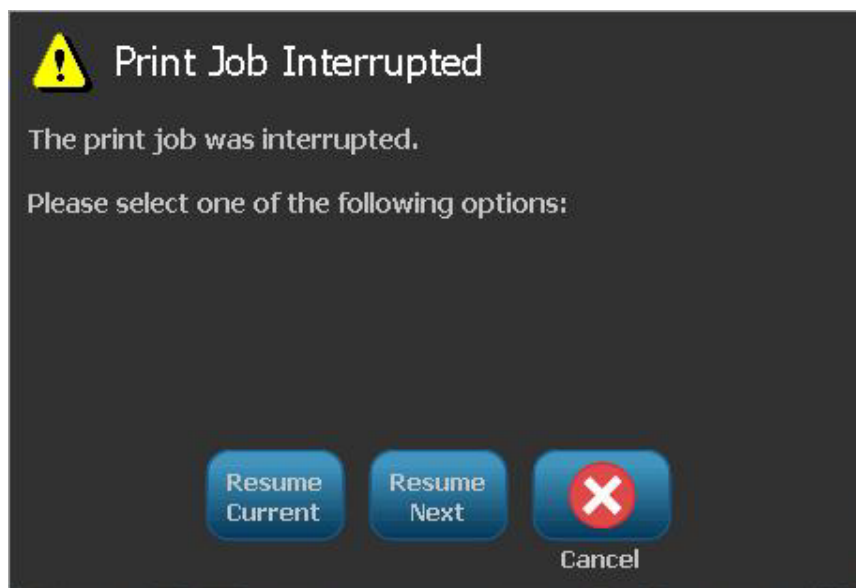 Print Job Interrupted
The print job was interrupted.
Please select one of the following options:
Resume
Current
Resume
Next
Cancel